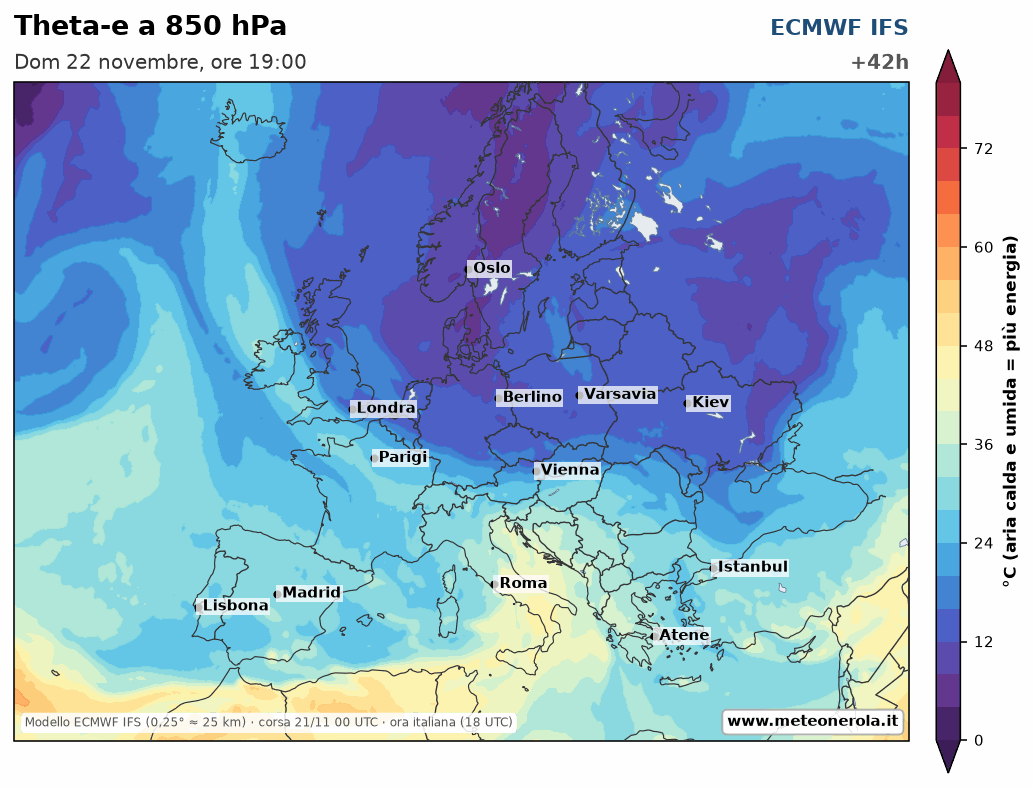 Theta-e a 850 hPa
ECMWF IFS
Dom 22 novembre, ore 19:00
+42h
72
60
48
36
24
12
0
°C (aria calda e umida = più energia)
Oslo
Londra
Berlino
Varsavia
Kiev
Parigi
Vienna
Istanbul
Roma
Madrid
Lisbona
Atene
Modello ECMWF IFS (0,25° ≈ 25 km) · corsa 21/11 00 UTC · ora italiana (18 UTC)
www.meteonerola.it